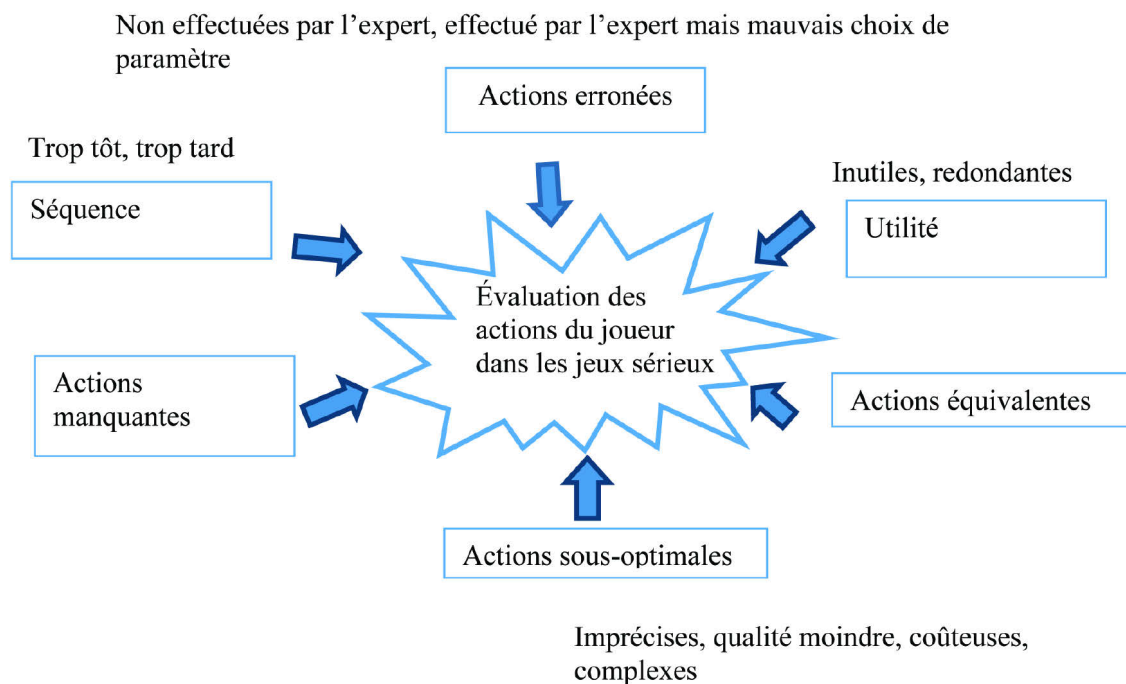 Non effectuées par l’expert, effectué par l’expert mais mauvais choix de
paramètre
Actions erronées
Trop tôt, trop tard
Séquence
Inutiles, redondantes
Utilité
Évaluation des
actions du joueur
dans les jeux sérieux
Actions
manquantes
Actions équivalentes
Actions sous-optimales
Imprécises, qualité moindre, coûteuses,
complexes